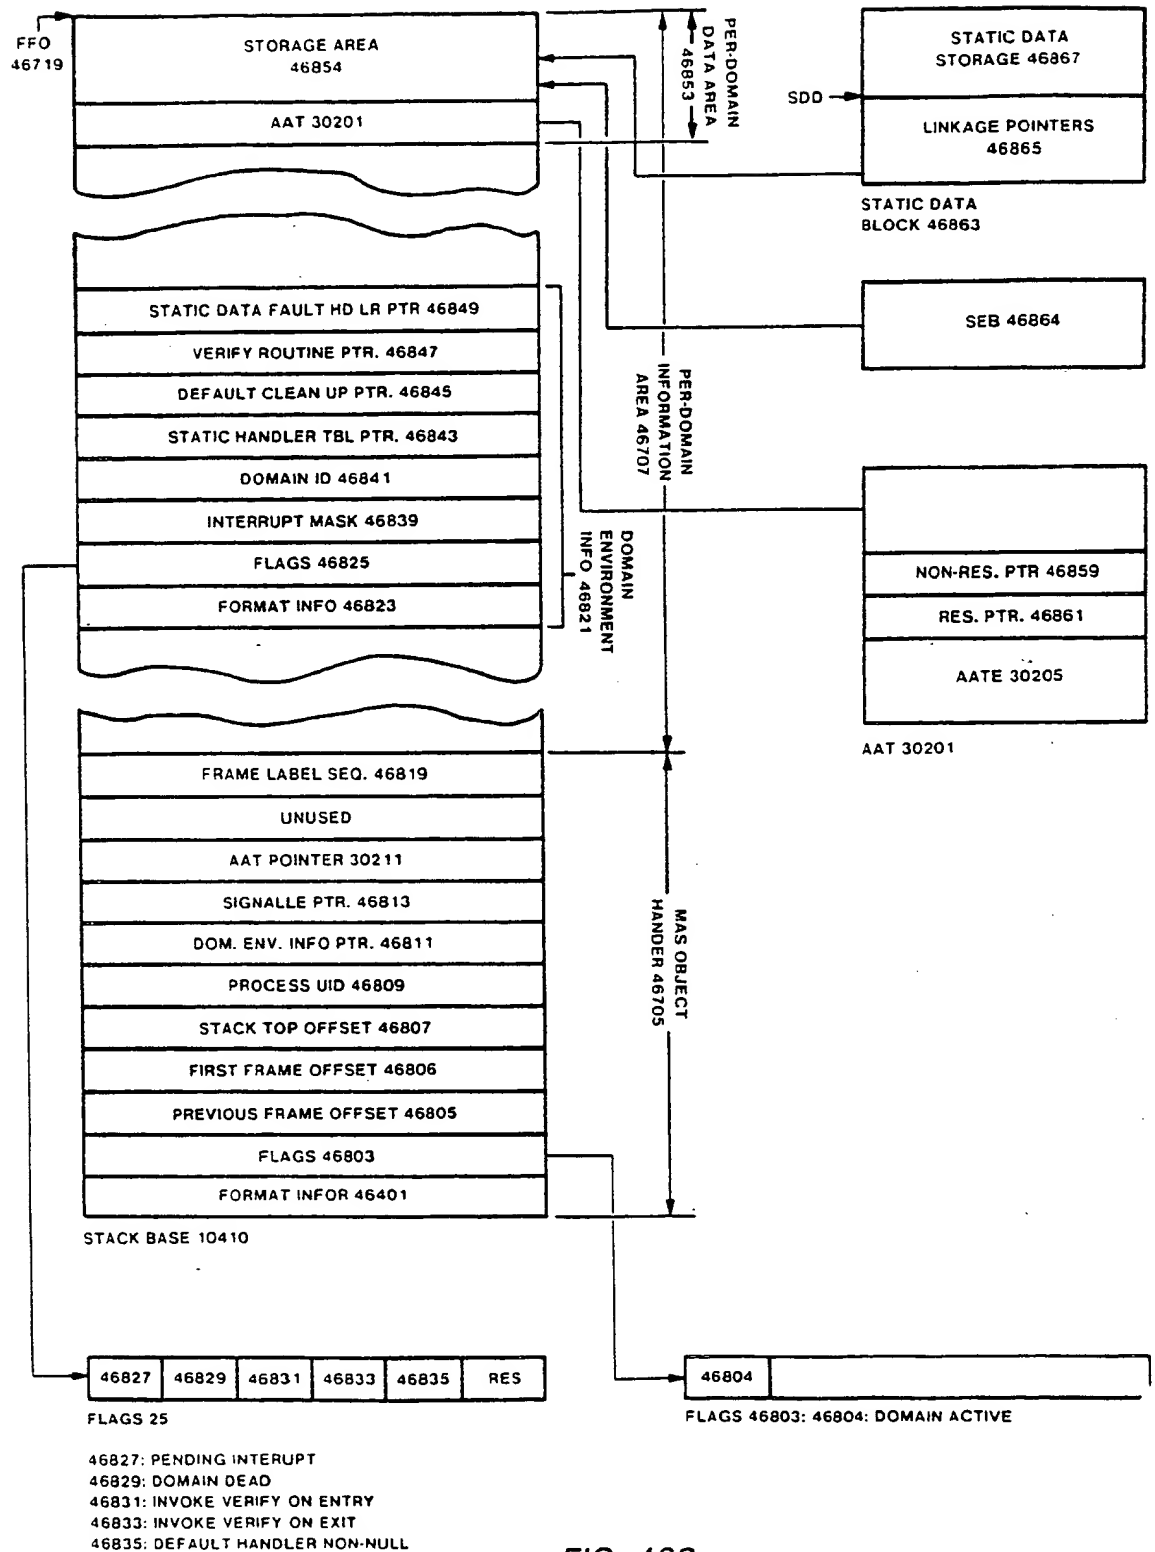 FFO
46719
STORAGE AREA
46854
AAT 30201
PER-DOMAIN
DATA AREA
46853
STATIC DATA
STORAGE 46867
SDD
LINKAGE POINTERS
46865
STATIC DATA
BLOCK 46863
STATIC DATA FAULT HD LR PTR 46849
VERIFY ROUTINE PTR. 46847
DEFAULT CLEAN UP PTR. 46845
STATIC HANDLER TBL PTR. 46843
DOMAIN ID 46841
INTERRUPT MASK 46839
FLAGS 46825
FORMAT INFO 46823
DOMAIN
ENVIRONMENT
INFO 46821
PER-DOMAIN
INFORMATION
AREA 46707
SEB 46864
NON-RES. PTR 46859
RES. PTR. 46861
AATE 30205
AAT 30201
FRAME LABEL SEQ. 46819
UNUSED
AAT POINTER 30211
SIGNALLE PTR. 46813
DOM. ENV. INFO PTR. 46811
PROCESS UID 46809
STACK TOP OFFSET 46807
FIRST FRAME OFFSET 46806
PREVIOUS FRAME OFFSET 46805
FLAGS 46803
FORMAT INFOR 46401
MAS OBJECT
HANDER 46705
STACK BASE 10410
46827 46829 46831 46833 46835 RES
FLAGS 25
46804
FLAGS 46803: 46804: DOMAIN ACTIVE
46827: PENDING INTERUPT
46829: DOMAIN DEAD
46831: INVOKE VERIFY ON ENTRY
46833: INVOKE VERIFY ON EXIT
46835: DEFAULT HANDLER NON-NULL